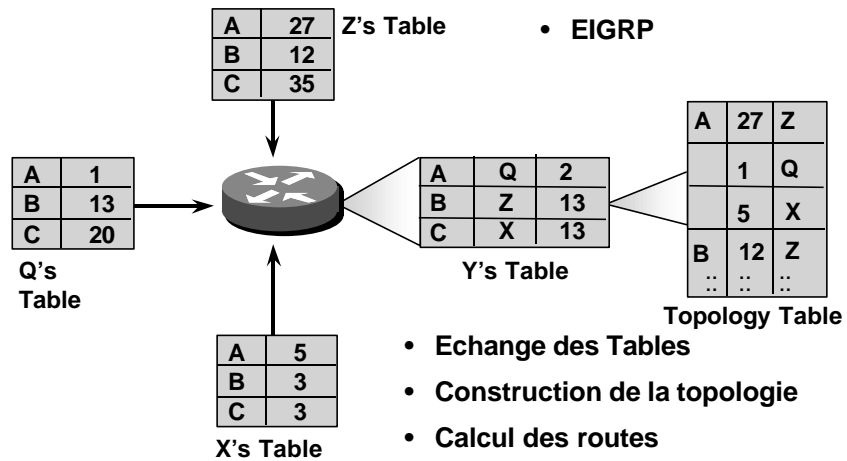 A 27
B 12
C 35
Z's Table
• EIGRP
A 1
B 13
C 20
Q's
Table
A Q 2
B Z 13
C X 13
Y's Table
A 27 Z
1 Q
5 X
B 12 Z
:: :: ::
Topology Table
A 5
B 3
C 3
X's Table
• Echange des Tables
• Construction de la topologie
• Calcul des routes